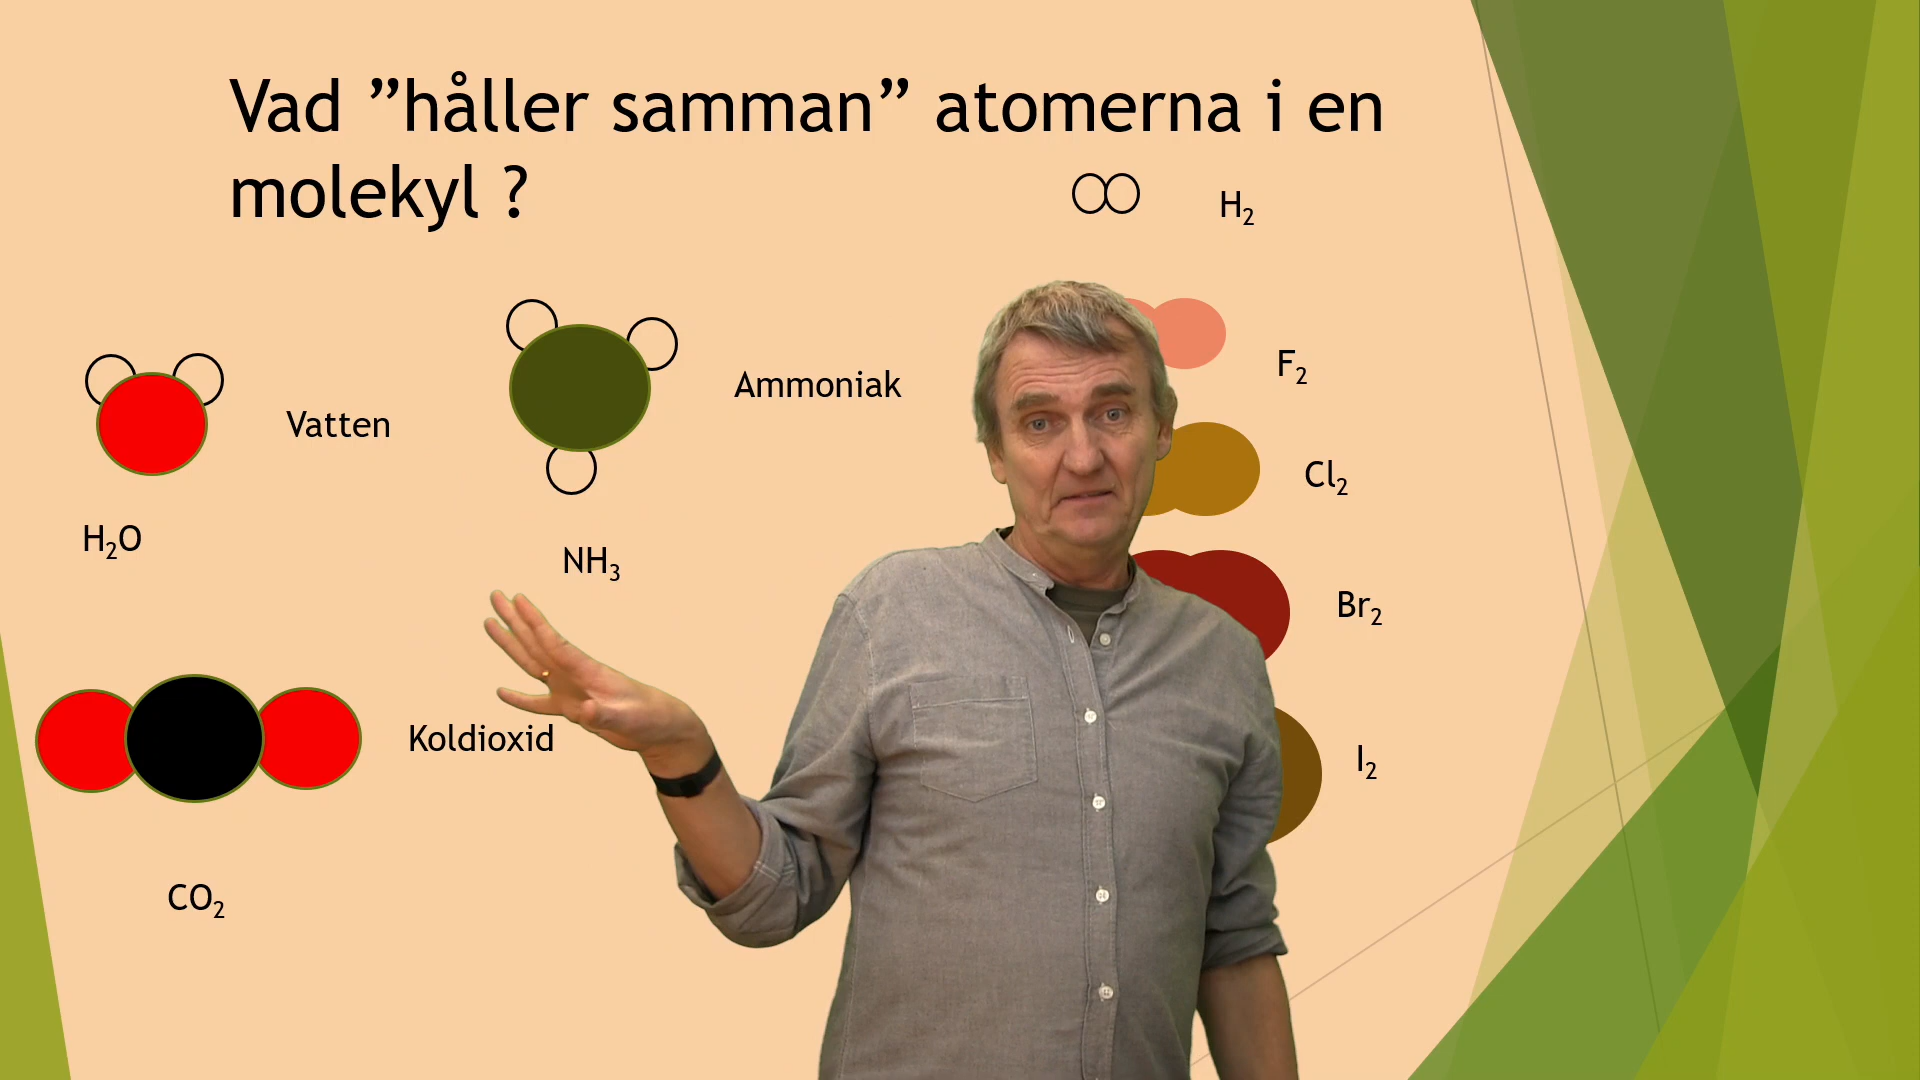 Vad ”håller samman” atomerna i en
molekyl ?
H₂
F₂
Ammoniak
Vatten
Cl₂
H₂O
NH₃
Br₂
Koldioxid
I₂
CO₂